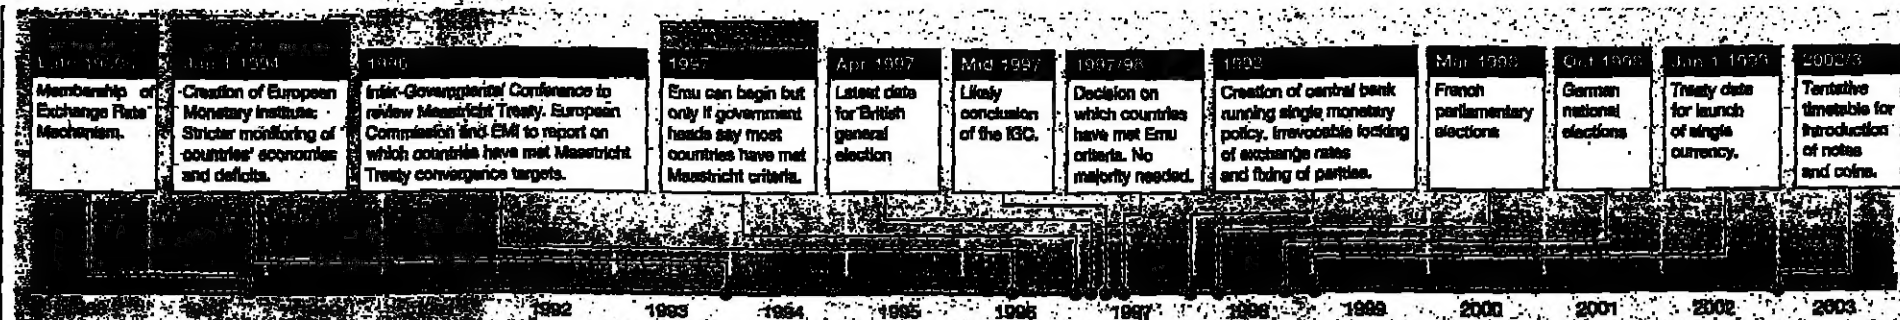 Late 1980s
Membership of
Exchange Rate
Mechanism.
Jan 1 1994
Creation of European
Monetary Institute;
Stricter monitoring of
countries' economies
and deficits.
1996
Inter-Governmental Conference to
review Maastricht Treaty. European
Commission and EMI to report on
which countries have met Maastricht
Treaty convergence targets.
1997
Emu can begin but
only if government
heads say most
countries have met
Maastricht criteria.
Apr 1997
Latest date
for British
general
election
Mid 1997
Likely
conclusion
of the IGC.
1997/98
Decision on
which countries
have met Emu
criteria. No
majority needed.
1998
Creation of central bank
running single monetary
policy. Irrevocable locking
of exchange rates
and fixing of parities.
Mar 1998
French
parliamentary
elections
Oct 1998
German
national
elections
Jan 1 1999
Treaty date
for launch
of single
currency.
2002/3
Tentative
timetable for
introduction
of notes
and coins.
1992 1993 1994 1995 1996 1997 1998 1999 2000 2001 2002 2003